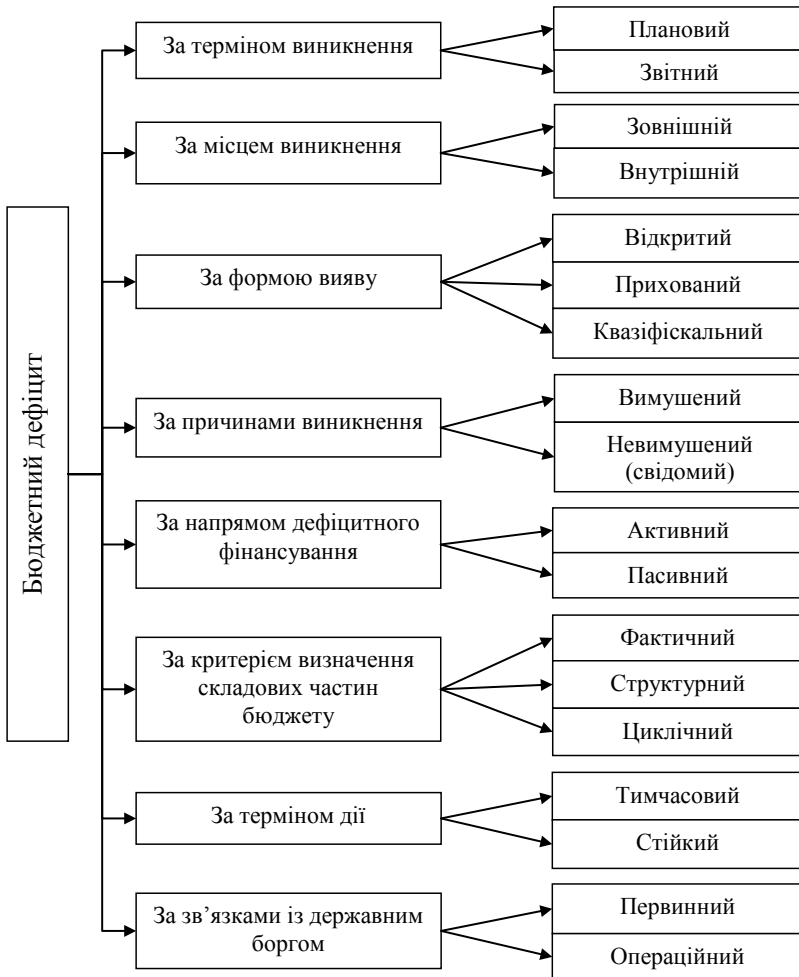 Бюджетний дефіцит
За терміном виникнення
Плановий
Звітний
За місцем виникнення
Зовнішній
Внутрішній
За формою вияву
Відкритий
Прихований
Квазіфіскальний
За причинами виникнення
Вимушений
Невимушений
(свідомий)
За напрямом дефіцитного
фінансування
Активний
Пасивний
За критерієм визначення
складових частин
бюджету
Фактичний
Структурний
Циклічний
За терміном дії
Тимчасовий
Стійкий
За зв’язками із державним
боргом
Первинний
Операційний